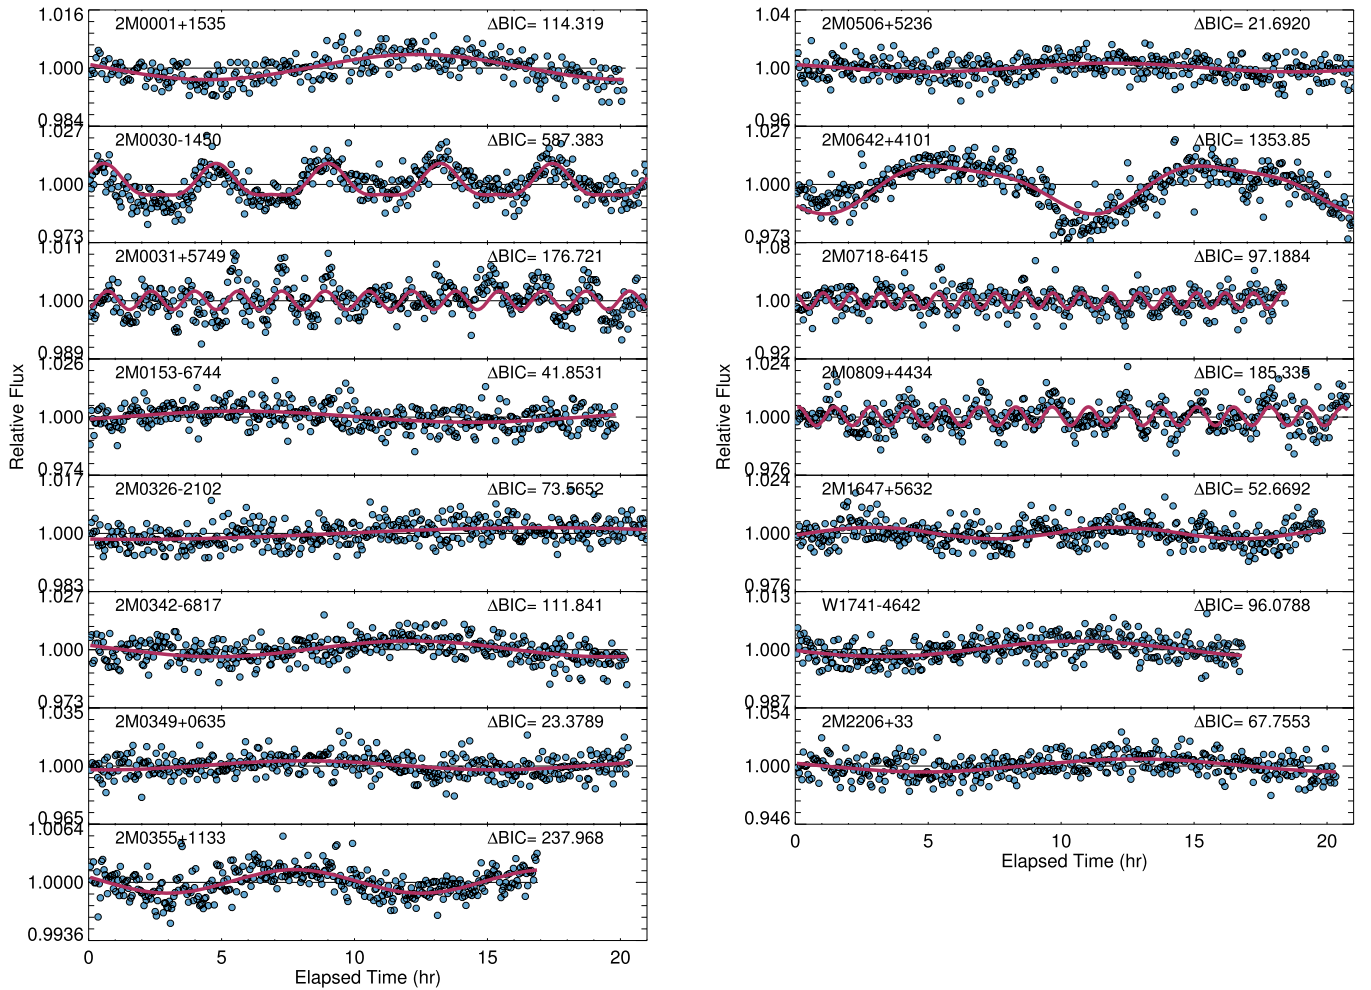 1.016
2M0001+1535 ΔBIC= 114.319
1.000
0.984
1.027
2M0030-1450 ΔBIC= 587.383
1.000
0.973
1.011
2M0031+5749 ΔBIC= 176.721
1.000
0.989
1.026
2M0153-6744 ΔBIC= 41.8531
1.000
0.974
1.017
2M0326-2102 ΔBIC= 73.5652
1.000
0.983
1.027
2M0342-6817 ΔBIC= 111.841
1.000
0.973
1.035
2M0349+0635 ΔBIC= 23.3789
1.000
0.965
1.0064
2M0355+1133 ΔBIC= 237.968
1.0000
0.9936
0 5 10 15 20
Elapsed Time (hr)
Relative Flux
1.04
2M0506+5236 ΔBIC= 21.6920
1.00
0.96
1.027
2M0642+4101 ΔBIC= 1353.85
1.000
0.973
1.08
2M0718-6415 ΔBIC= 97.1884
1.00
0.92
1.024
2M0809+4434 ΔBIC= 185.335
1.000
0.976
1.024
2M1647+5632 ΔBIC= 52.6692
1.000
0.976
1.013
W1741-4642 ΔBIC= 96.0788
1.000
0.987
1.054
2M2206+33 ΔBIC= 67.7553
1.000
0.946
0 5 10 15 20
Elapsed Time (hr)
Relative Flux